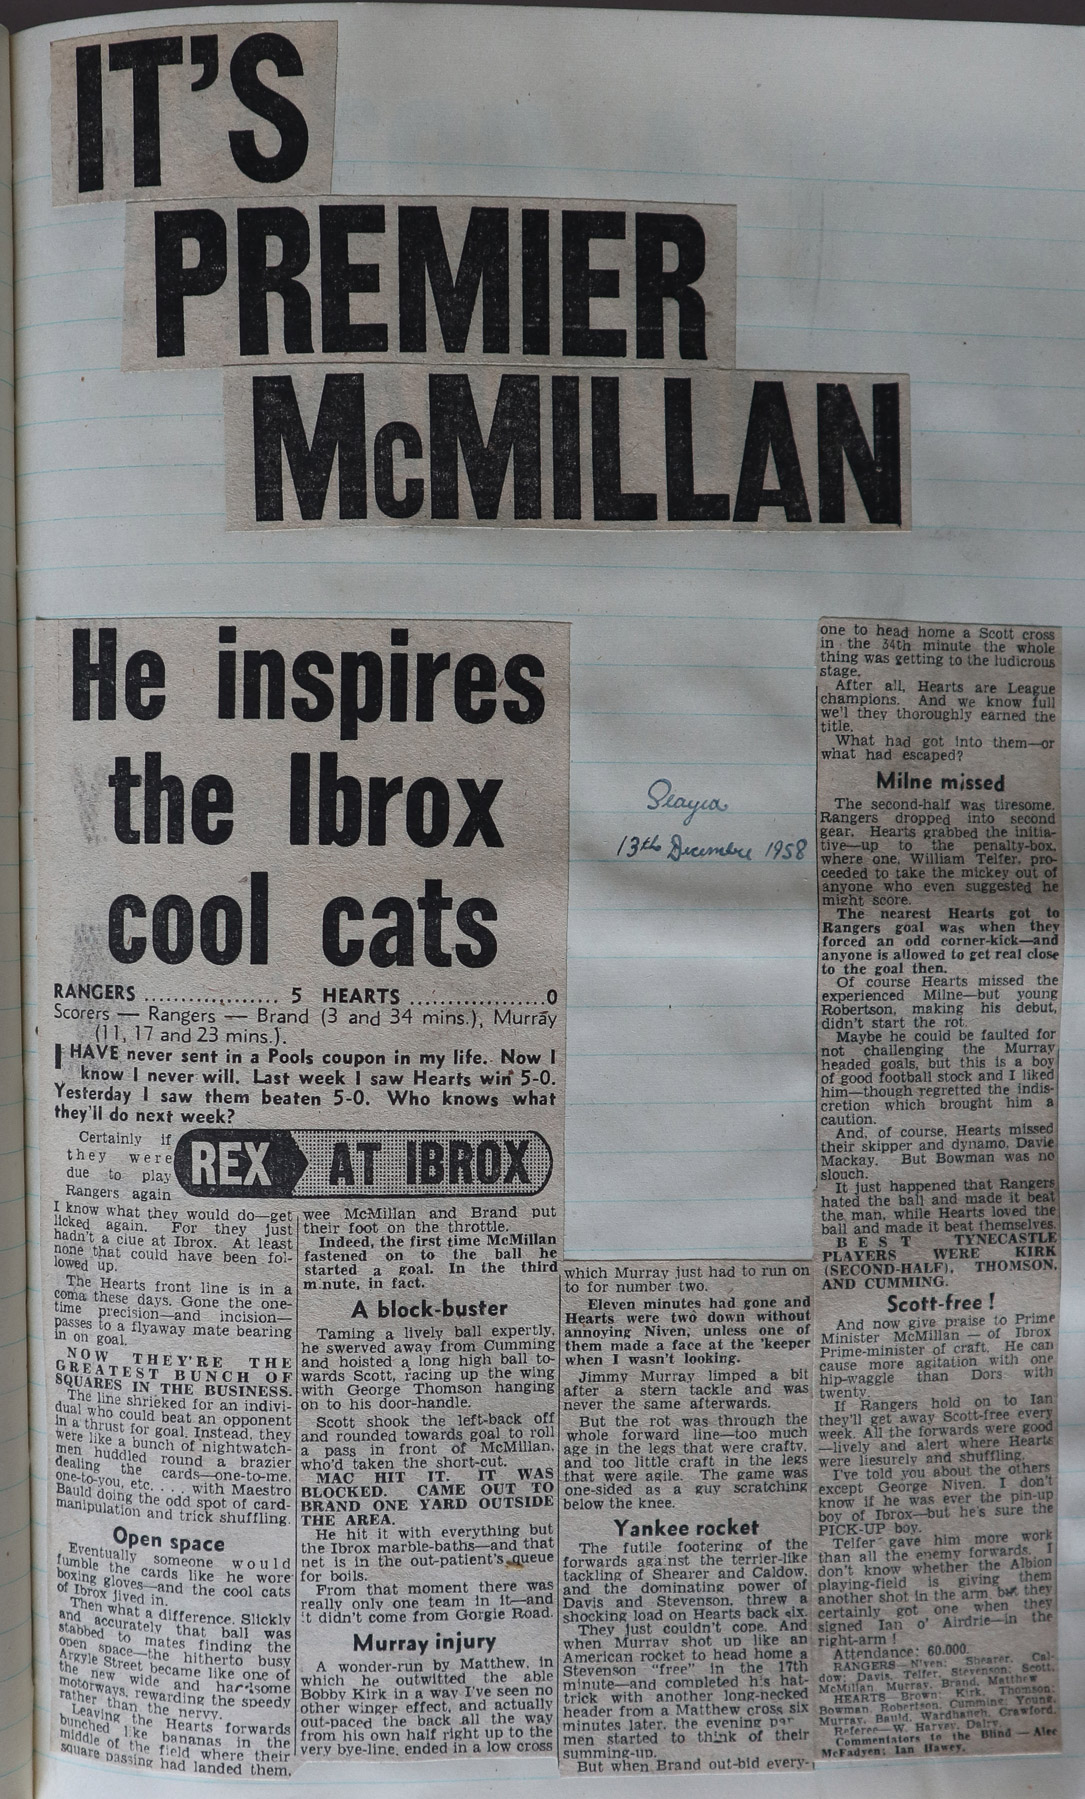 IT'S
PREMIER
McMILLAN
He inspires
the Ibrox
cool cats
RANGERS .................. 5 HEARTS ..................0
Scorers — Rangers — Brand (3 and 34 mins.), Murray
(11, 17 and 23 mins.).
I HAVE never sent in a Pools coupon in my life. Now I
know I never will. Last week I saw Hearts win 5-0.
Yesterday I saw them beaten 5-0. Who knows what
they'll do next week?
REX AT IBROX
Certainly if
they were
due to play
Rangers again
I know what they would do—get
licked again. For they just
hadn't a clue at Ibrox. At least
none that could have been fol-
lowed up.
The Hearts front line is in a
coma these days. Gone the one-
time precision—and incision—
passes to a flyaway mate bearing
in on goal.
NOW THEY'RE THE
GREATEST BUNCH OF
SQUARES IN THE BUSINESS.
The line shrieked for an indivi-
dual who could beat an opponent
in a thrust for goal. Instead, they
were like a bunch of nightwatch-
men huddled round a brazier
dealing the cards—one-to-me,
one-to-you, etc. . . . with Maestro
Bauld doing the odd spot of card-
manipulation and trick shuffling.
Open space
Eventually someone would
fumble the cards like he wore
boxing gloves—and the cool cats
of Ibrox jived in.
Then what a difference. Slickly
and accurately that ball was
stabbed to mates finding the
open space—the hitherto busy
Argyle Street became like one of
the new wide and handsome
motorways, rewarding the speedy
rather than the nervy.
Leaving the Hearts forwards
bunched like bananas in the
middle of the field where their
square passing had landed them,
wee McMillan and Brand put
their foot on the throttle.
Indeed, the first time McMillan
fastened on to the ball he
started a goal. In the third
minute, in fact.
A block-buster
Taming a lively ball expertly,
he swerved away from Cumming
and hoisted a long high ball to-
wards Scott, racing up the wing
with George Thomson hanging
on to his door-handle.
Scott shook the left-back off
and rounded towards goal to roll
a pass in front of McMillan,
who'd taken the short-cut.
MAC HIT IT. IT WAS
BLOCKED. CAME OUT TO
BRAND ONE YARD OUTSIDE
THE AREA.
He hit it with everything but
the Ibrox marble-baths—and that
net is in the out-patient's queue
for boils.
From that moment there was
really only one team in it—and
it didn't come from Gorgie Road.
Murray injury
A wonder-run by Matthew, in
which he outwitted the able
Bobby Kirk in a way I've seen no
other winger effect, and actually
out-paced the back all the way
from his own half right up to the
very bye-line, ended in a low cross
13th December 1958
which Murray just had to run on
to for number two.
Eleven minutes had gone and
Hearts were two down without
annoying Niven, unless one of
them made a face at the 'keeper
when I wasn't looking.
Jimmy Murray limped a bit
after a stern tackle and was
never the same afterwards.
But the rot was through the
whole forward line—too much
age in the legs that were crafty,
and too little craft in the legs
that were agile. The game was
one-sided as a guy scratching
below the knee.
Yankee rocket
The futile footering of the
forwards against the terrier-like
tackling of Shearer and Caldow,
and the dominating power of
Davis and Stevenson, threw a
shocking load on Hearts back six.
They just couldn't cope. And
when Murray shot up like an
American rocket to head home a
Stevenson "free" in the 17th
minute—and completed his hat-
trick with another long-necked
header from a Matthew cross six
minutes later, the evening paper
men started to think of their
summing-up.
But when Brand out-bid every-
one to head home a Scott cross
in the 34th minute the whole
thing was getting to the ludicrous
stage.
After all, Hearts are League
champions. And we know full
we'l they thoroughly earned the
title.
What had got into them—or
what had escaped?
Milne missed
The second-half was tiresome.
Rangers dropped into second
gear. Hearts grabbed the initia-
tive—up to the penalty-box,
where one, William Telfer, pro-
ceeded to take the mickey out of
anyone who even suggested he
might score.
The nearest Hearts got to
Rangers goal was when they
forced an odd corner-kick—and
anyone is allowed to get real close
to the goal then.
Of course Hearts missed the
experienced Milne—but young
Robertson, making his debut,
didn't start the rot.
Maybe he could be faulted for
not challenging the Murray
headed goals, but this is a boy
of good football stock and I liked
him—though regretted the indis-
cretion which brought him a
caution.
And, of course, Hearts missed
their skipper and dynamo, Davie
Mackay. But Bowman was no
slouch.
It just happened that Rangers
hated the ball and made it beat
the man, while Hearts loved the
ball and made it beat themselves.
BEST TYNECASTLE
PLAYERS WERE KIRK
(SECOND-HALF), THOMSON,
AND CUMMING.
Scott-free !
And now give praise to Prime
Minister McMillan — of Ibrox
Prime-minister of craft. He can
cause more agitation with one
hip-waggle than Dors with
twenty.
If Rangers hold on to Ian
they'll get away Scott-free every
week. All the forwards were good
—lively and alert where Hearts
were liesurely and shuffling.
I've told you about the others
except George Niven. I don't
know if he was ever the pin-up
boy of Ibrox—but he's sure the
PICK-UP boy.
Telfer gave him more work
than all the enemy forwards. I
don't know whether the Albion
playing-field is giving them
another shot in the arm but they
certainly got one when they
signed Ian o' Airdrie—in the
right-arm !
Attendance: 60,000.
RANGERS—Niven; Shearer, Cal-
dow; Davis, Telfer, Stevenson; Scott,
McMillan, Murray, Brand, Matthew.
HEARTS—Brown; Kirk, Thomson;
Bowman, Robertson, Cumming; Young,
Murray, Bauld, Wardhaugh, Crawford.
Referee—W. Harvey, Dalry.
Commentators to the Blind — Alec
McFadyen; Ian Hawey.